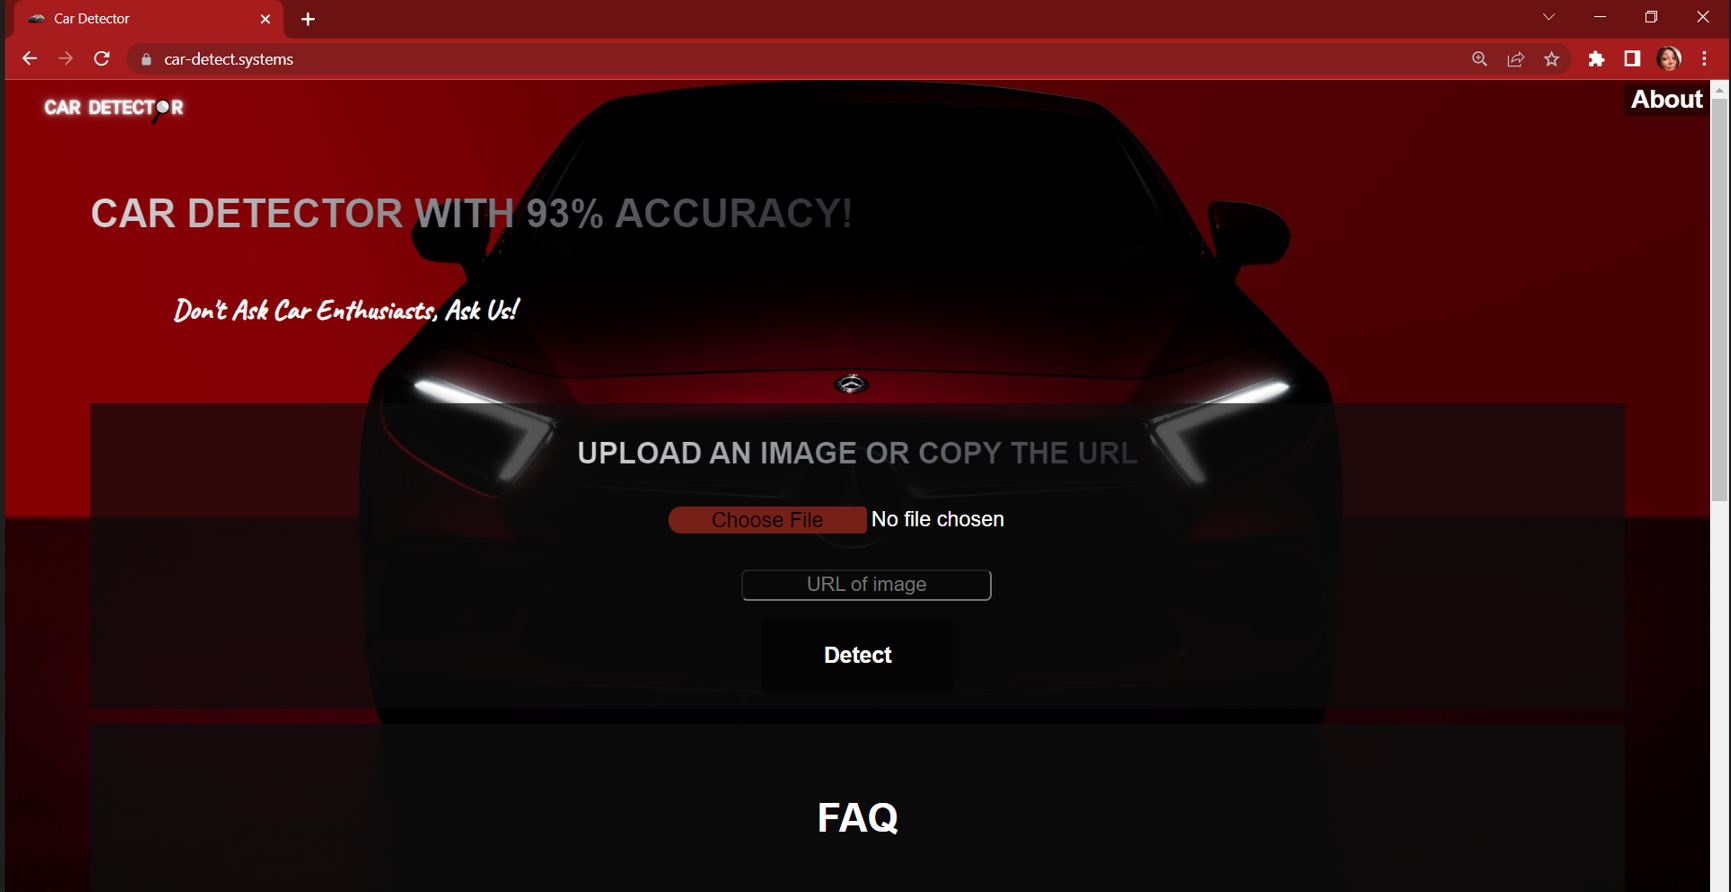 Car Detector
car-detect.systems
CAR DETECTOR
About
CAR DETECTOR WITH 93% ACCURACY!
Don't Ask Car Enthusiasts, Ask Us!
UPLOAD AN IMAGE OR COPY THE URL
Choose File No file chosen
URL of image
Detect
FAQ